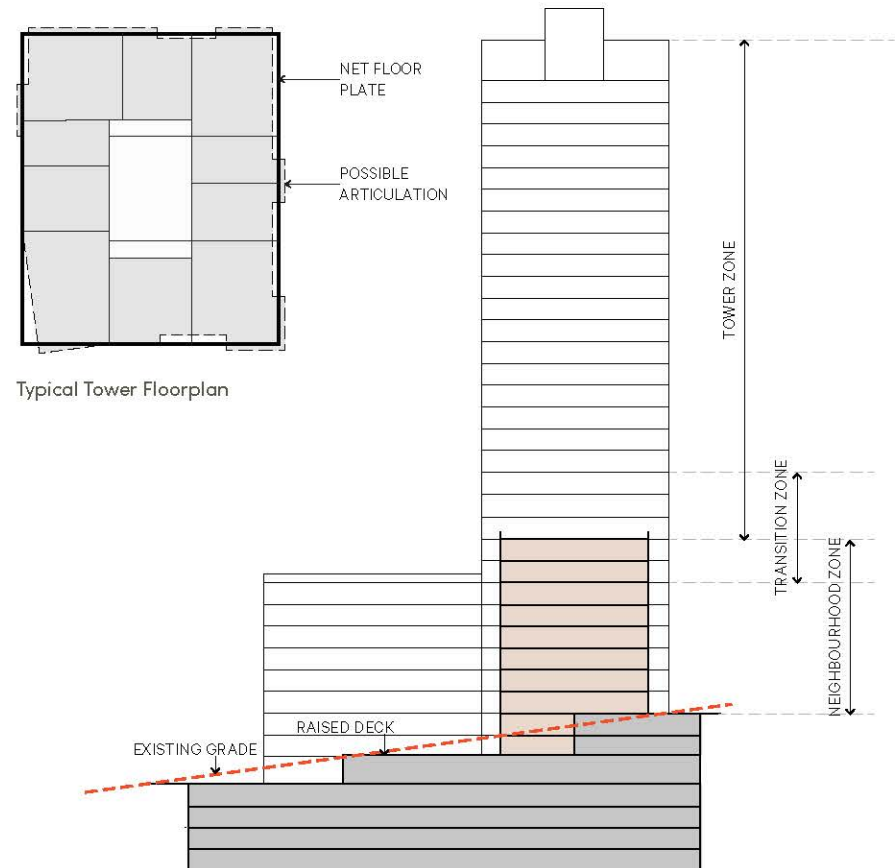 NET FLOOR
PLATE
POSSIBLE
ARTICULATION
Typical Tower Floorplan
TOWER ZONE
TRANSITION ZONE
NEIGHBOURHOOD ZONE
RAISED DECK
EXISTING GRADE